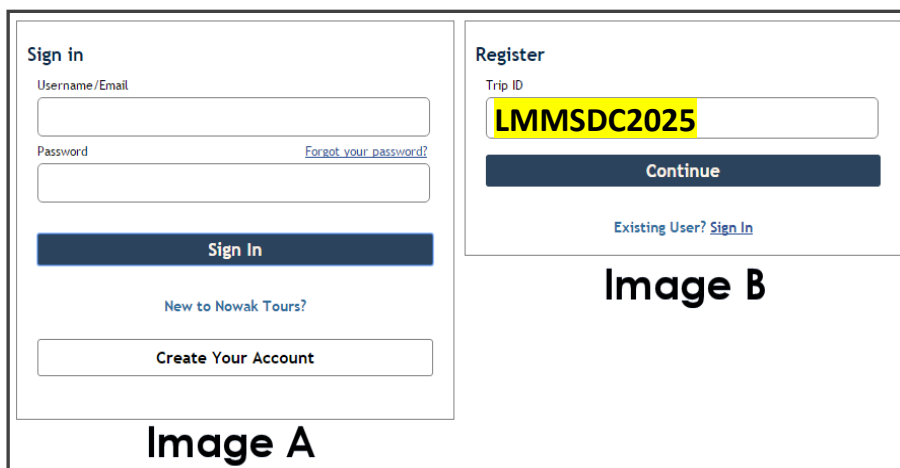 Sign in
Username/Email
Password Forgot your password?
Sign In
New to Nowak Tours?
Create Your Account
Image A
Register
Trip ID
LMMSDC2025
Continue
Existing User? Sign In
Image B